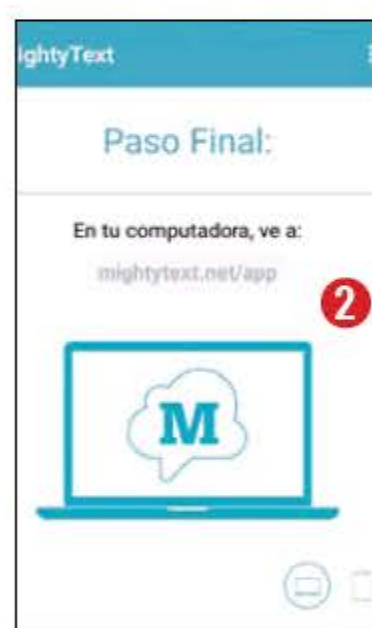 ightyText
Paso Final:
En tu computadora, ve a:
mightytext.net/app
2
M